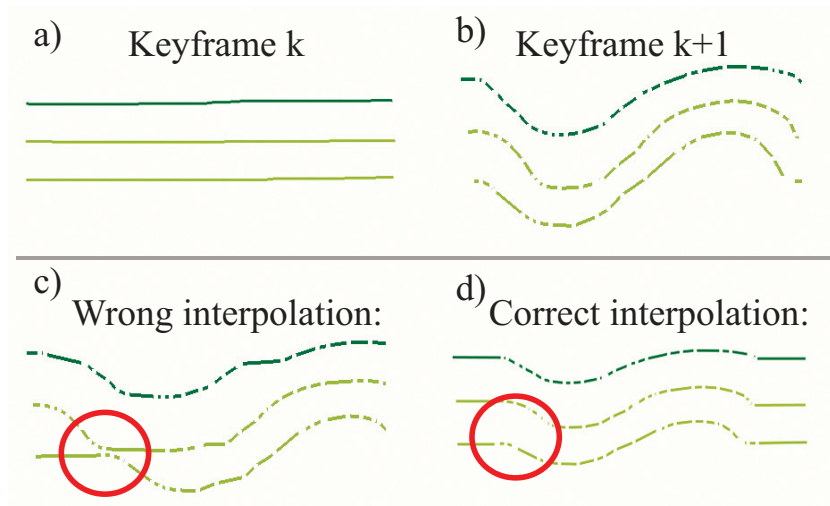 a) Keyframe k
b) Keyframe k+1
c) Wrong interpolation:
d) Correct interpolation: